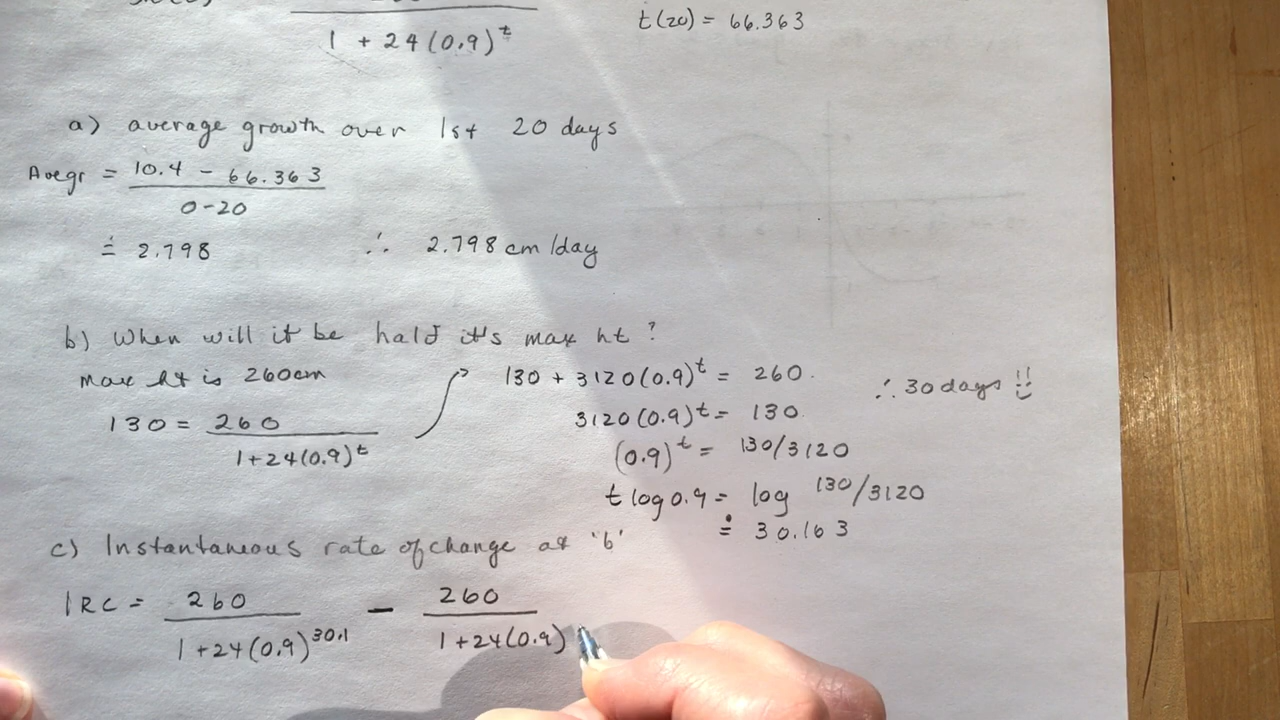 1 + 24(0.9)^t
t(20) = 66.363
a) average growth over 1st 20 days
Avegr = 10.4 - 66.363
0-20
≐ 2.798 ∴ 2.798 cm/day
b) When will it be half it's max ht?
max ht is 260cm
130 = 260
1+24(0.9)^t
130 + 3120(0.9)^t = 260
3120(0.9)^t = 130
(0.9)^t = 130/3120
t log 0.9 = log 130/3120
≐ 30.163
∴ 30 days
c) Instantaneous rate of change at 'b'
IRC = 260 - 260
1+24(0.9)^30.1 1+24(0.9)